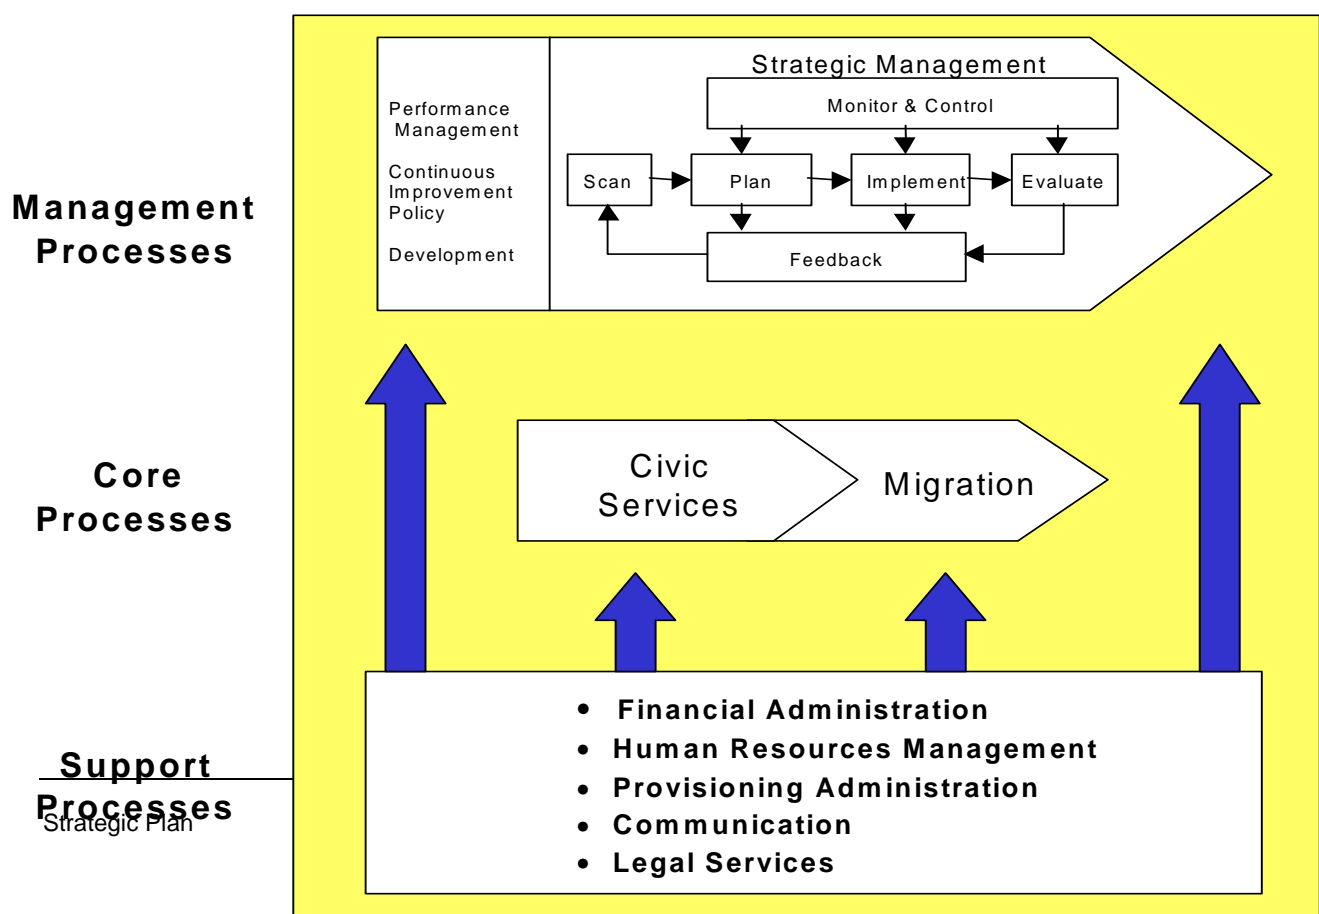 Strategic Management
Monitor & Control
Performance
Management
Continuous
Improvement
Policy
Development
Scan
Plan
Implement
Evaluate
Feedback
Management
Processes
Civic
Services
Migration
Core
Processes
• Financial Administration
• Human Resources Management
• Provisioning Administration
• Communication
• Legal Services
Support
Processes
Strategic Plan